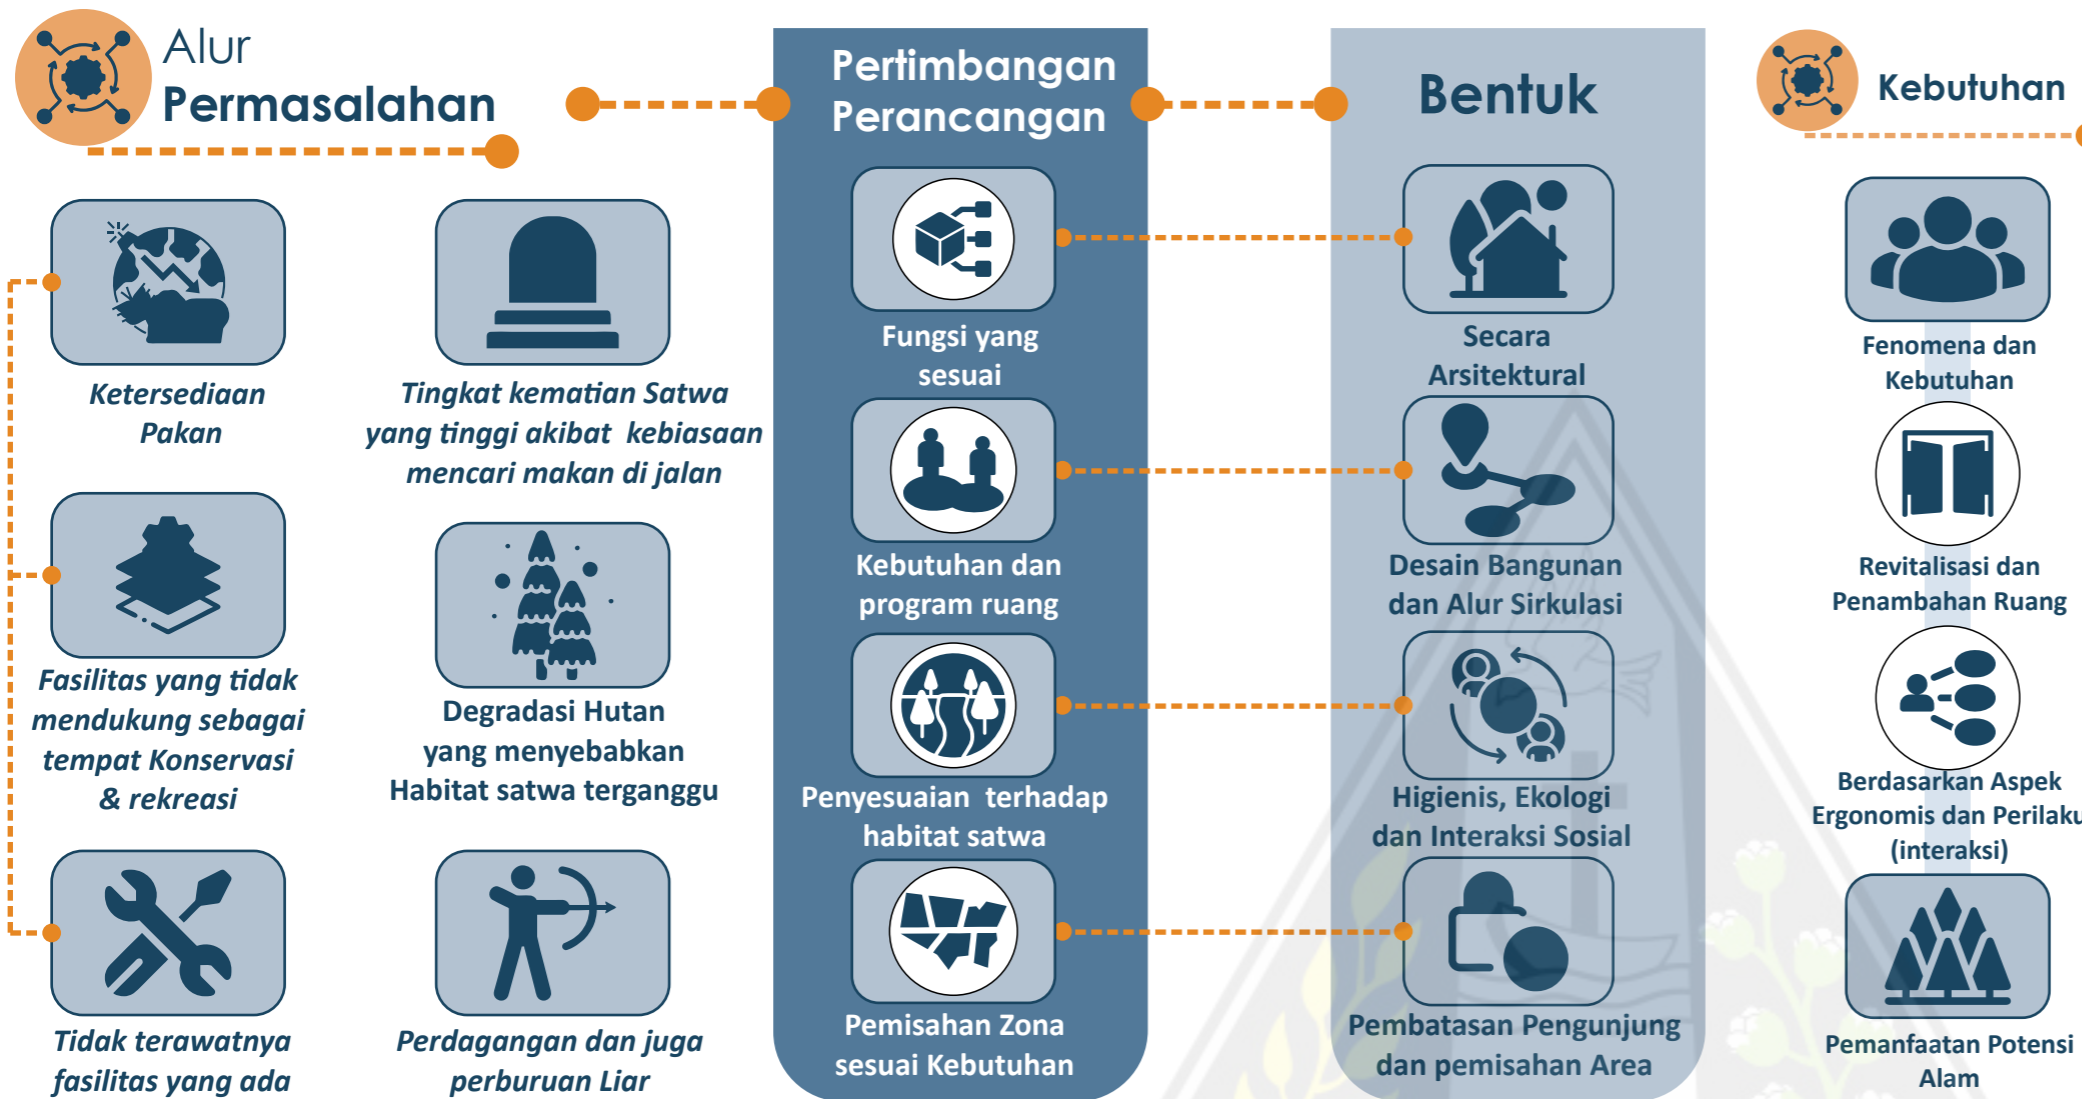 Alur
Permasalahan
Ketersediaan
Pakan
Tingkat kematian Satwa
yang tinggi akibat kebiasaan
mencari makan di jalan
Fasilitas yang tidak
mendukung sebagai
tempat Konservasi
& rekreasi
Degradasi Hutan
yang menyebabkan
Habitat satwa terganggu
Tidak terawatnya
fasilitas yang ada
Perdagangan dan juga
perburuan Liar
Pertimbangan
Perancangan
Fungsi yang
sesuai
Kebutuhan dan
program ruang
Penyesuaian terhadap
habitat satwa
Pemisahan Zona
sesuai Kebutuhan
Bentuk
Secara
Arsitektural
Desain Bangunan
dan Alur Sirkulasi
Higienis, Ekologi
dan Interaksi Sosial
Pembatasan Pengunjung
dan pemisahan Area
Kebutuhan
Fenomena dan
Kebutuhan
Revitalisasi dan
Penambahan Ruang
Berdasarkan Aspek
Ergonomis dan Perilaku
(interaksi)
Pemanfaatan Potensi
Alam